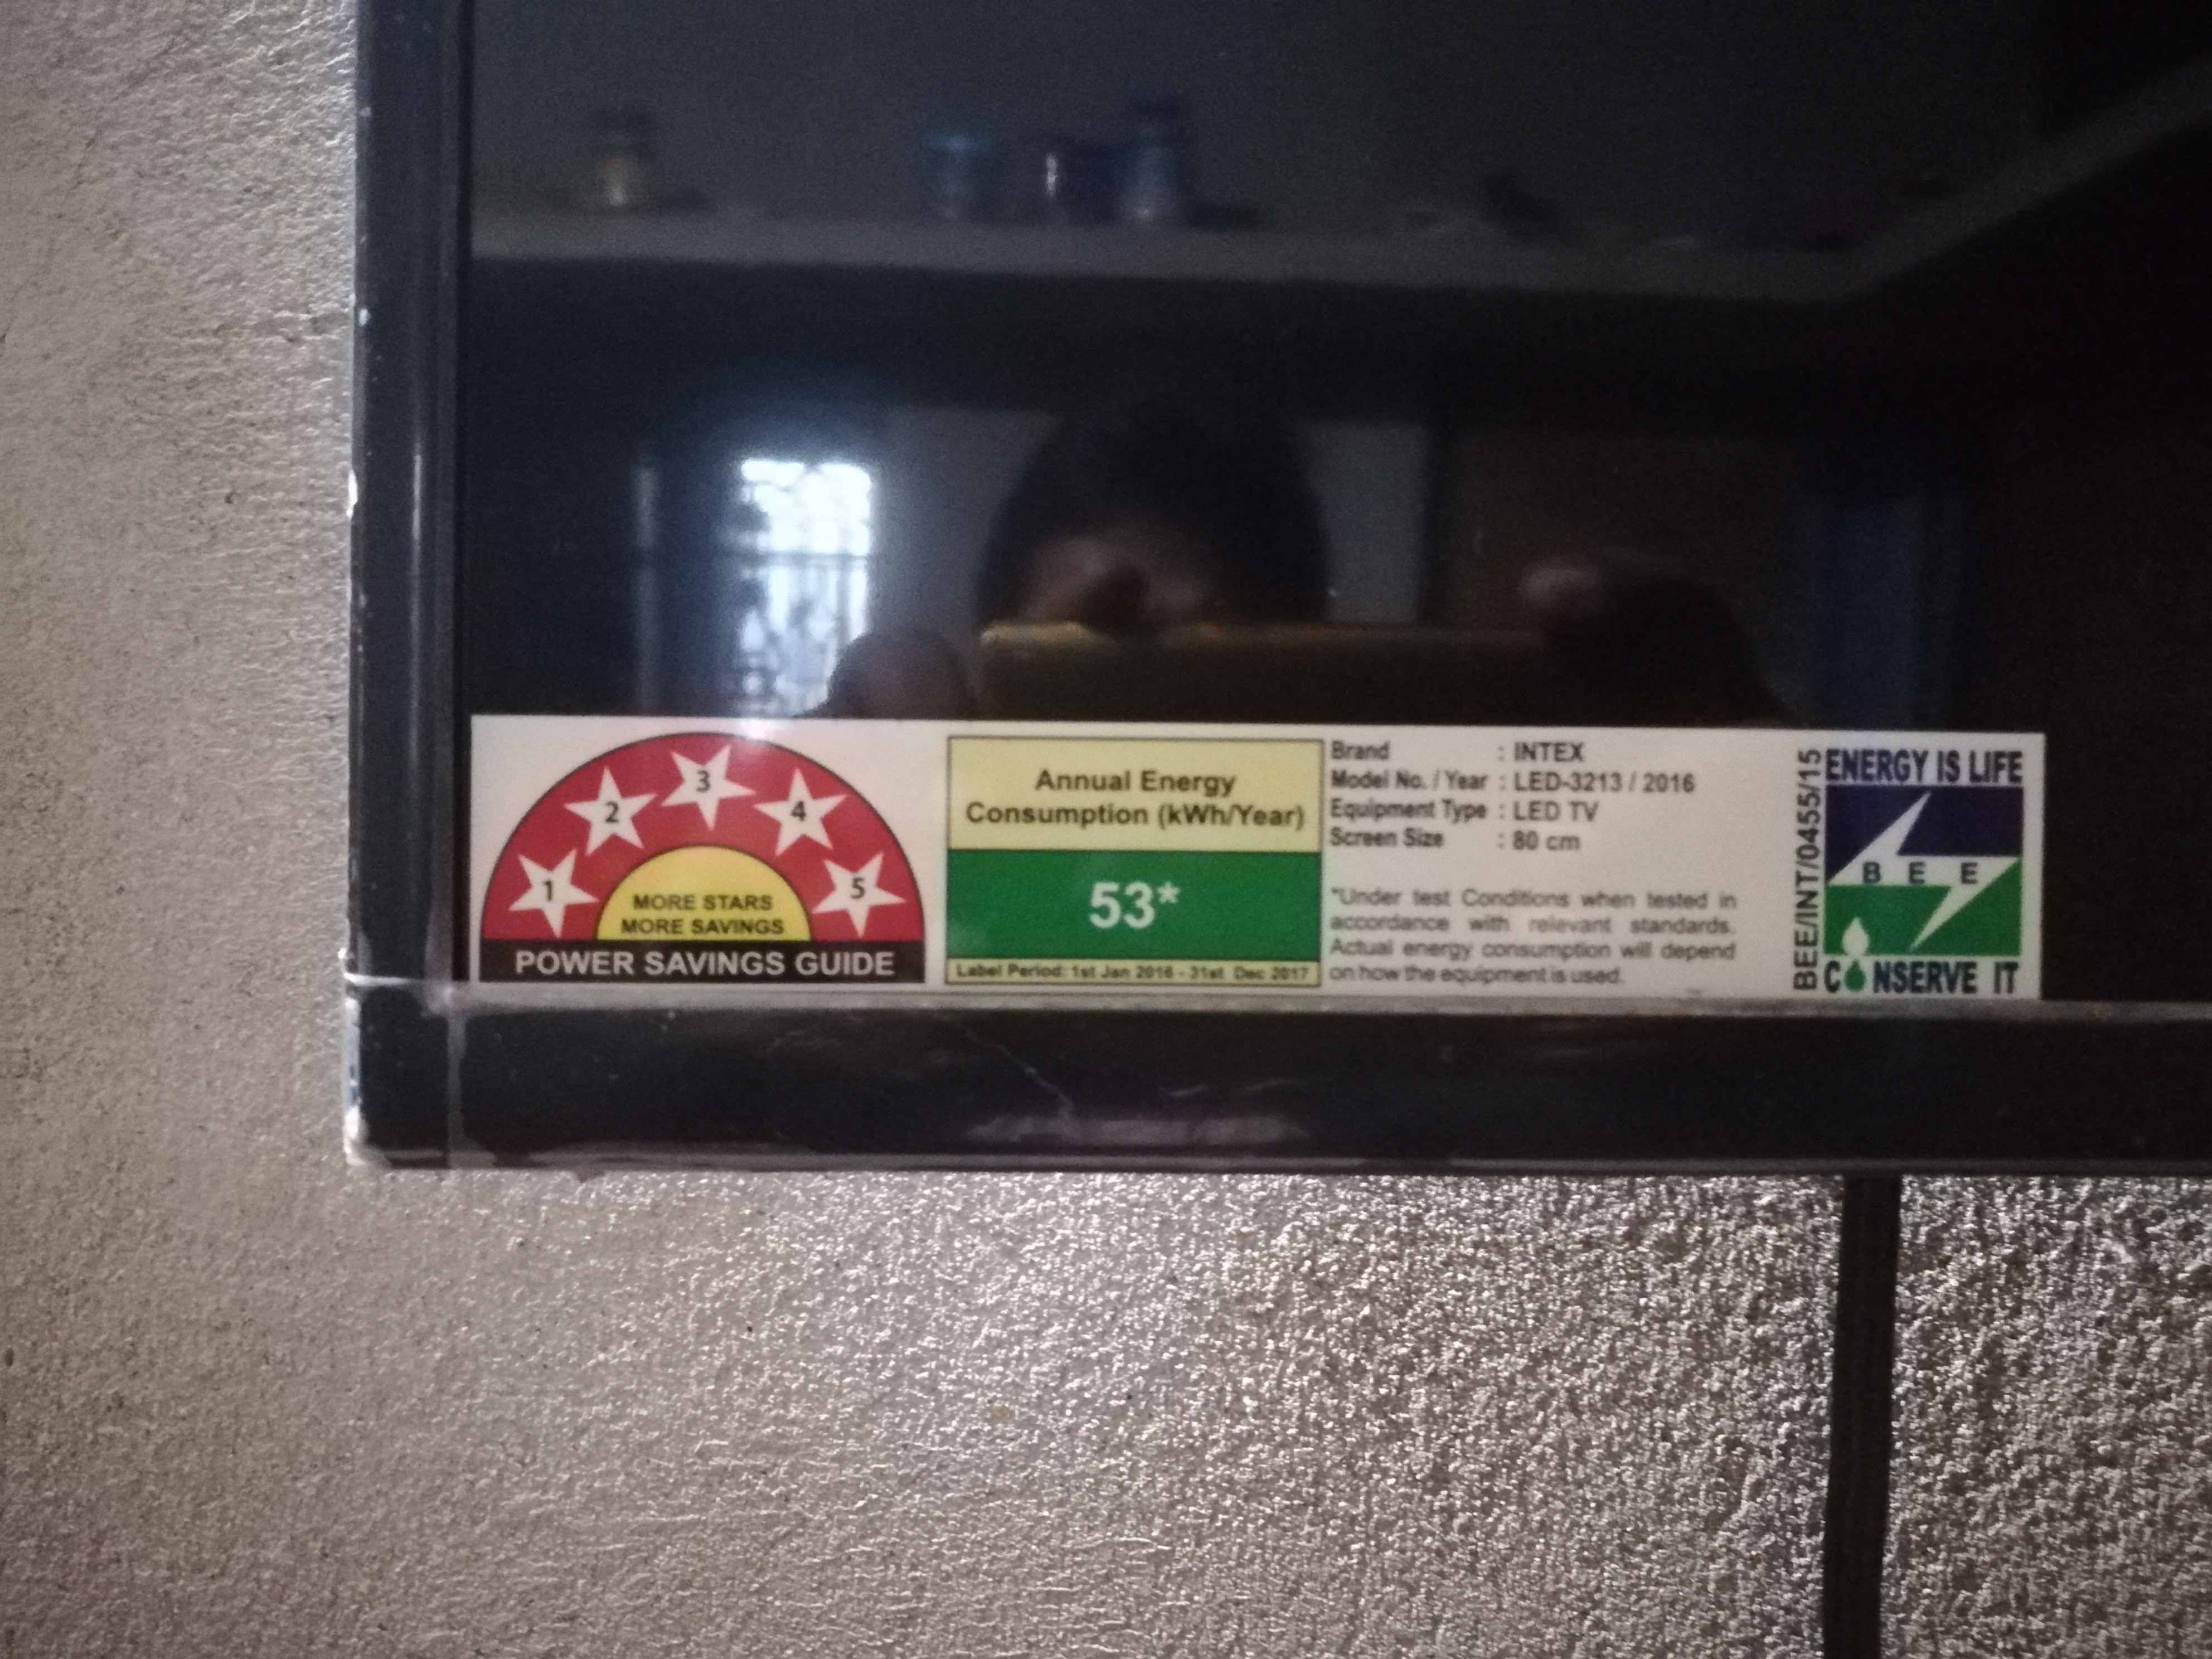 1 2 3 4 5
MORE STARS
MORE SAVINGS
POWER SAVINGS GUIDE
Annual Energy
Consumption (kWh/Year)
53*
Label Period: 1st Jan 2016 - 31st Dec 2017
Brand : INTEX
Model No. / Year : LED-3213 / 2016
Equipment Type : LED TV
Screen Size : 80 cm
*Under test Conditions when tested in
accordance with relevant standards.
Actual energy consumption will depend
on how the equipment is used.
BEE/INT/0455/15
ENERGY IS LIFE
BEE
CONSERVE IT